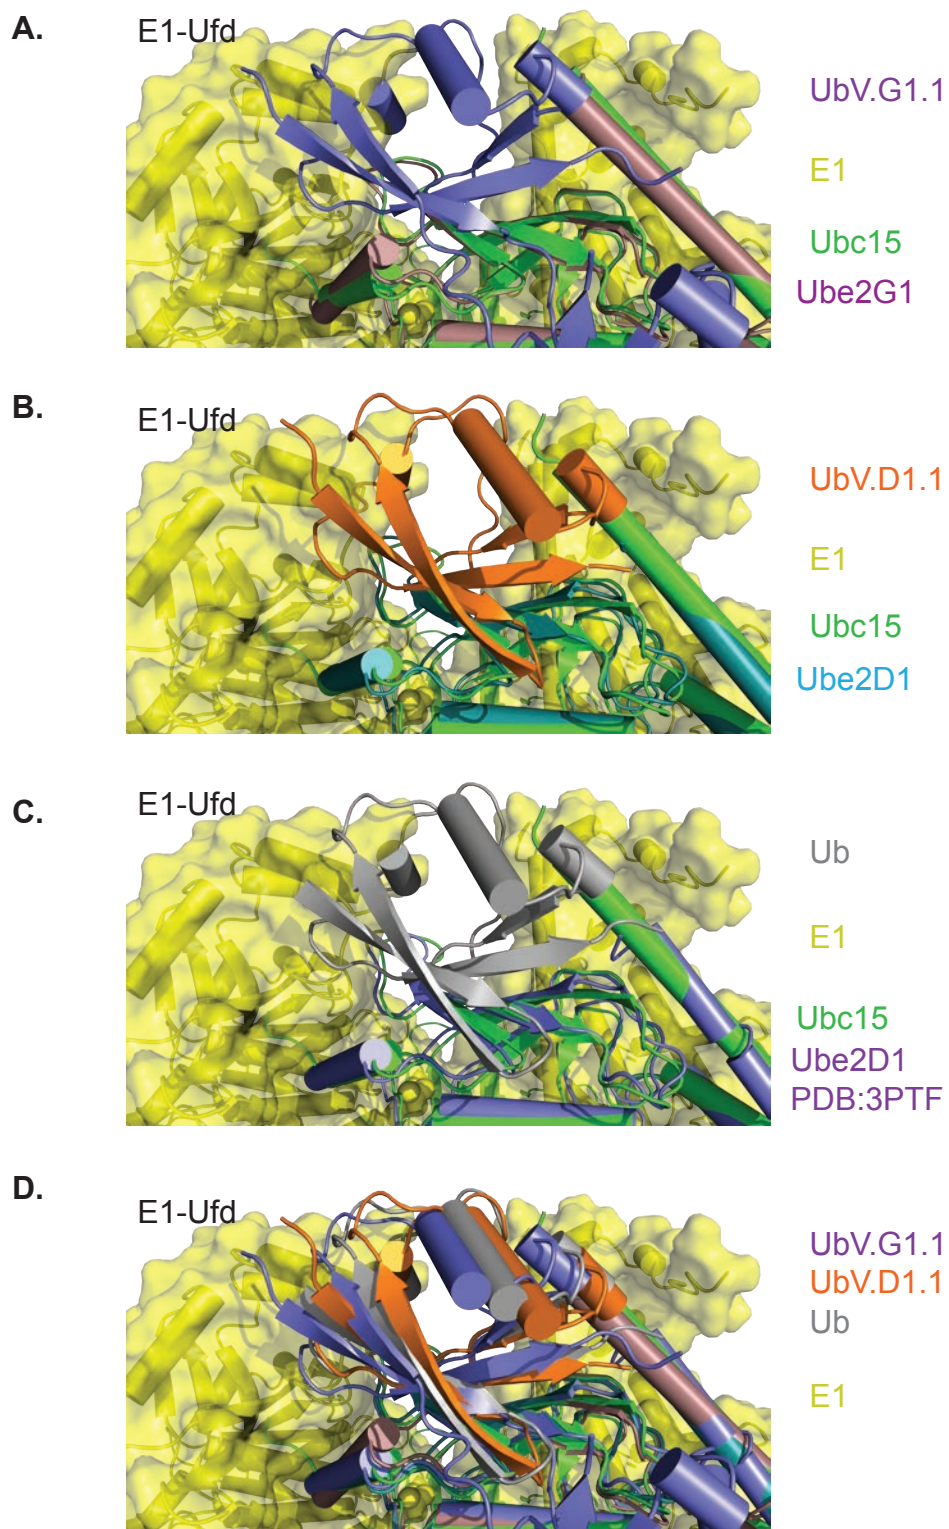 A.
E1-Ufd
UbV.G1.1
E1
Ubc15
Ube2G1
B.
E1-Ufd
UbV.D1.1
E1
Ubc15
Ube2D1
C.
E1-Ufd
Ub
E1
Ubc15
Ube2D1
PDB:3PTF
D.
E1-Ufd
UbV.G1.1
UbV.D1.1
Ub
E1